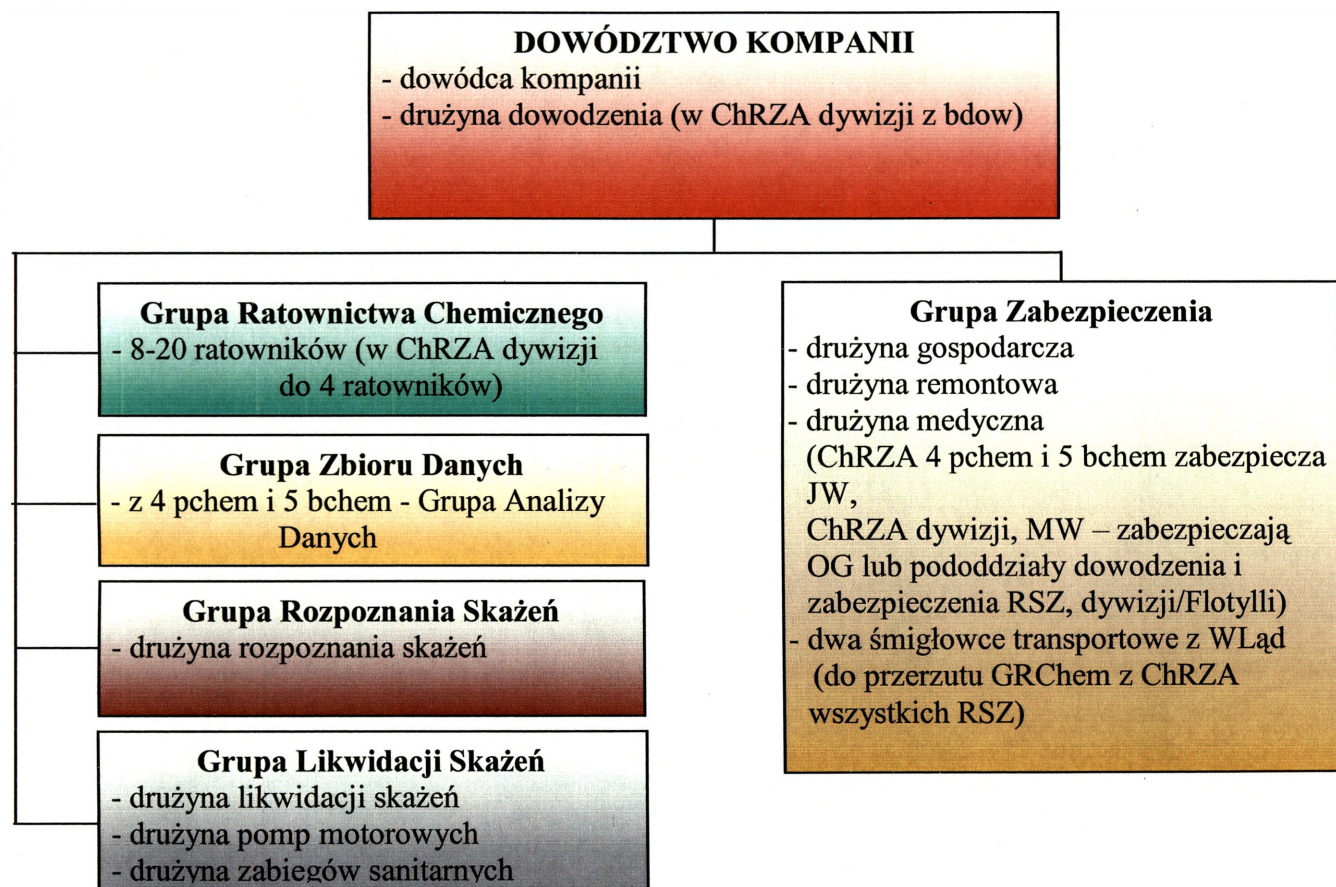 DOWÓDZTWO KOMPANII
- dowódca kompanii
- drużyna dowodzenia (w ChRZA dywizji z bdow)
Grupa Ratownictwa Chemicznego
- 8-20 ratowników (w ChRZA dywizji
do 4 ratowników)
Grupa Zbioru Danych
- z 4 pchem i 5 bchem - Grupa Analizy
Danych
Grupa Rozpoznania Skażeń
- drużyna rozpoznania skażeń
Grupa Likwidacji Skażeń
- drużyna likwidacji skażeń
- drużyna pomp motorowych
- drużyna zabiegów sanitarnych
Grupa Zabezpieczenia
- drużyna gospodarcza
- drużyna remontowa
- drużyna medyczna
(ChRZA 4 pchem i 5 bchem zabezpiecza
JW,
ChRZA dywizji, MW – zabezpieczają
OG lub pododdziały dowodzenia i
zabezpieczenia RSZ, dywizji/Flotylli)
- dwa śmigłowce transportowe z WLąd
(do przerzutu GRChem z ChRZA
wszystkich RSZ)